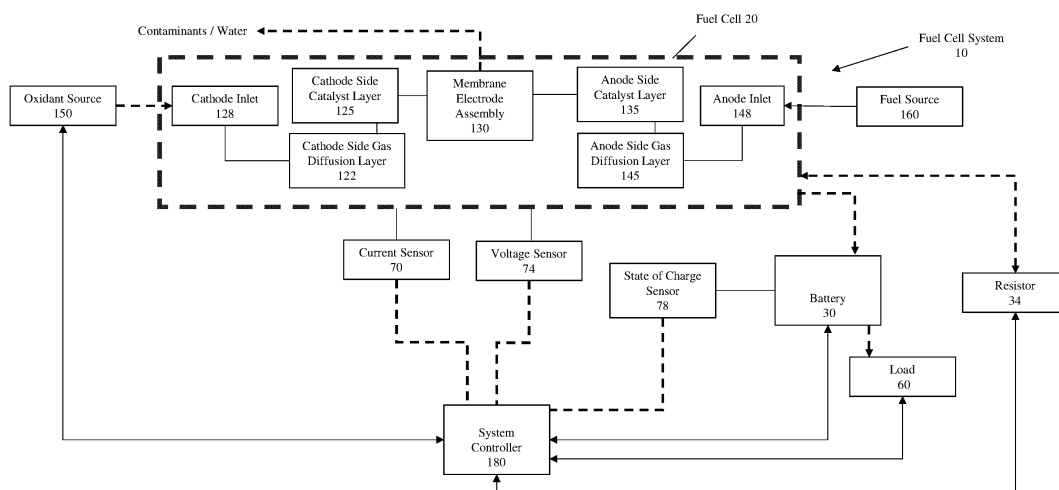 Contaminants / Water
Fuel Cell 20
Fuel Cell System
10
Oxidant Source
150
Cathode Inlet
128
Cathode Side
Catalyst Layer
125
Cathode Side Gas
Diffusion Layer
122
Membrane
Electrode
Assembly
130
Anode Side
Catalyst Layer
135
Anode Side Gas
Diffusion Layer
145
Anode Inlet
148
Fuel Source
160
Current Sensor
70
Voltage Sensor
74
State of Charge
Sensor
78
Battery
30
Resistor
34
Load
60
System
Controller
180